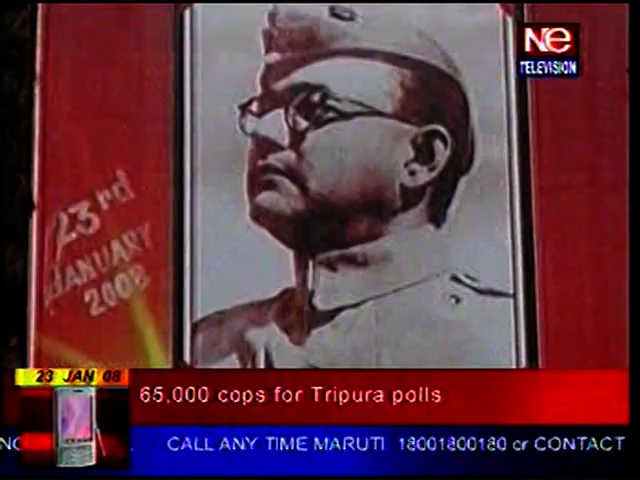 NE
TELEVISION
23rd
JANUARY
2008
23 JAN 08
65,000 cops for Tripura polls
CALL ANY TIME MARUTI 18001800180 or CONTACT